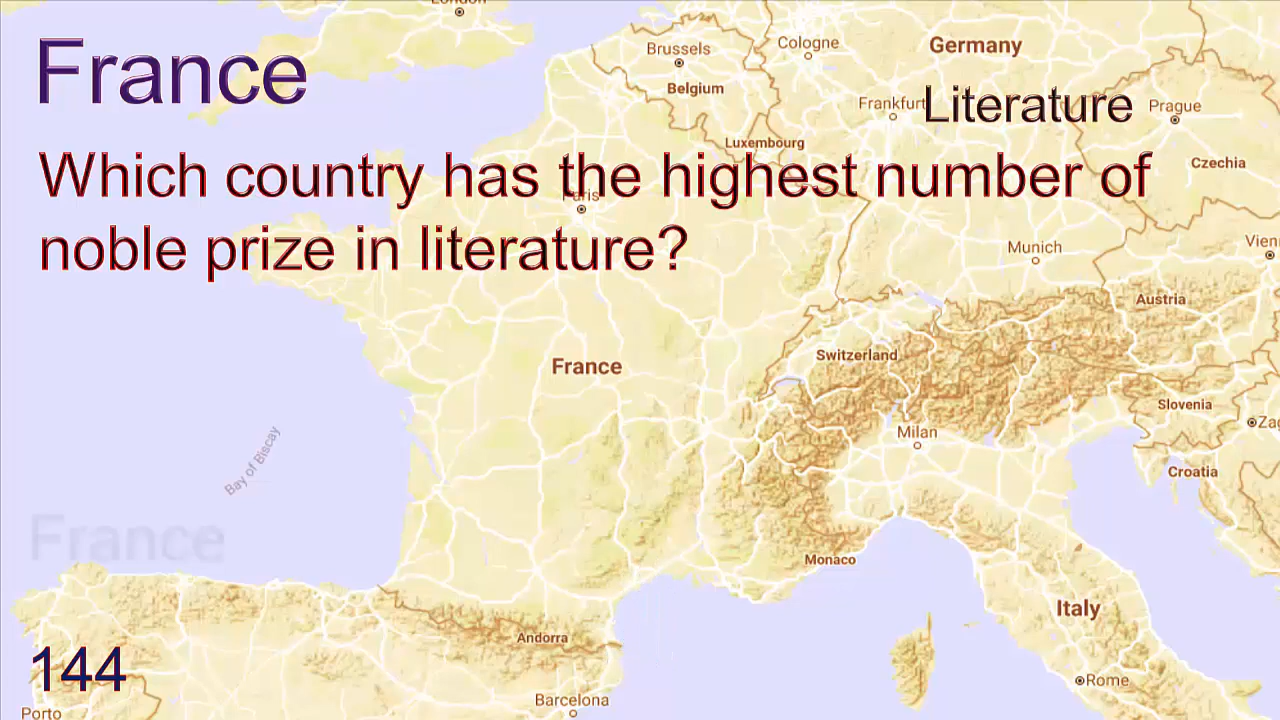 London
France
Brussels
Cologne
Germany
Belgium
Frankfurt
Literature
Prague
Luxembourg
Czechia
Which country has the highest number of
Paris
noble prize in literature?
Munich
Vien
Austria
France
Switzerland
Slovenia
Milan
Zag
Bay of Biscay
Croatia
France
Monaco
Italy
Andorra
144
Rome
Barcelona
Porto